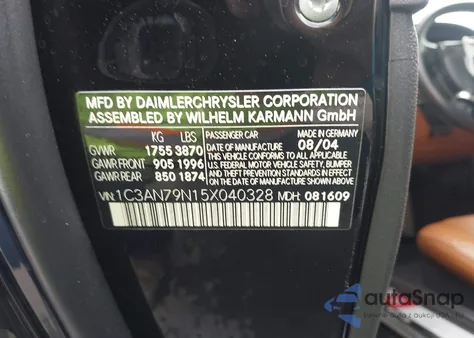 MFD BY DAIMLERCHRYSLER CORPORATION
ASSEMBLED BY WILHELM KARMANN GmbH
KG LBS PASSENGER CAR MADE IN GERMANY
GVWR 1755 3870 08/04
GAWR FRONT 905 1996
GAWR REAR 850 1874
THIS VEHICLE CONFORMS TO ALL APPLICABLE
U.S. FEDERAL MOTOR VEHICLE SAFETY, BUMPER
AND THEFT PREVENTION STANDARDS IN EFFECT
ON THE DATE OF MANUFACTURE SHOWN ABOVE.
VIN: 1C3AN79N15X040328 MDH: 081609
autoSnap